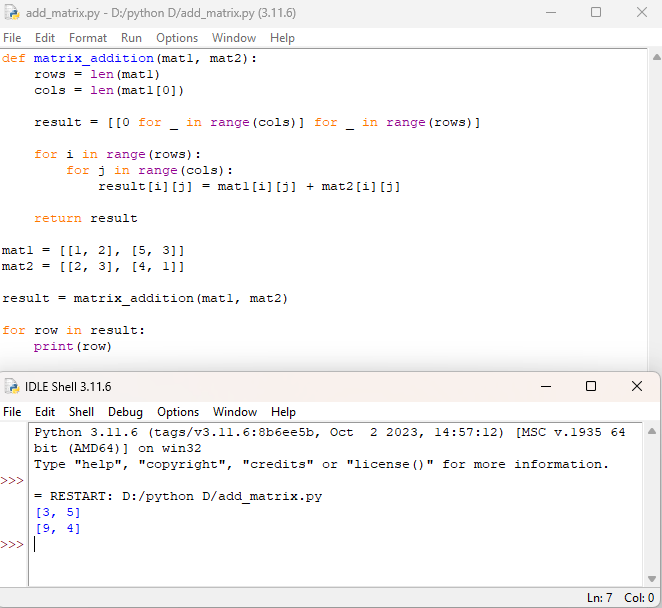 add_matrix.py - D:/python D/add_matrix.py (3.11.6)
File Edit Format Run Options Window Help
def matrix_addition(mat1, mat2):
    rows = len(mat1)
    cols = len(mat1[0])
    result = [[0 for _ in range(cols)] for _ in range(rows)]
    for i in range(rows):
        for j in range(cols):
            result[i][j] = mat1[i][j] + mat2[i][j]
    return result
mat1 = [[1, 2], [5, 3]]
mat2 = [[2, 3], [4, 1]]
result = matrix_addition(mat1, mat2)
for row in result:
    print(row)
IDLE Shell 3.11.6
File Edit Shell Debug Options Window Help
Python 3.11.6 (tags/v3.11.6:8b6ee5b, Oct  2 2023, 14:57:12) [MSC v.1935 64
bit (AMD64)] on win32
Type "help", "copyright", "credits" or "license()" for more information.
>>>
= RESTART: D:/python D/add_matrix.py
[3, 5]
[9, 4]
>>>
Ln: 7 Col: 0